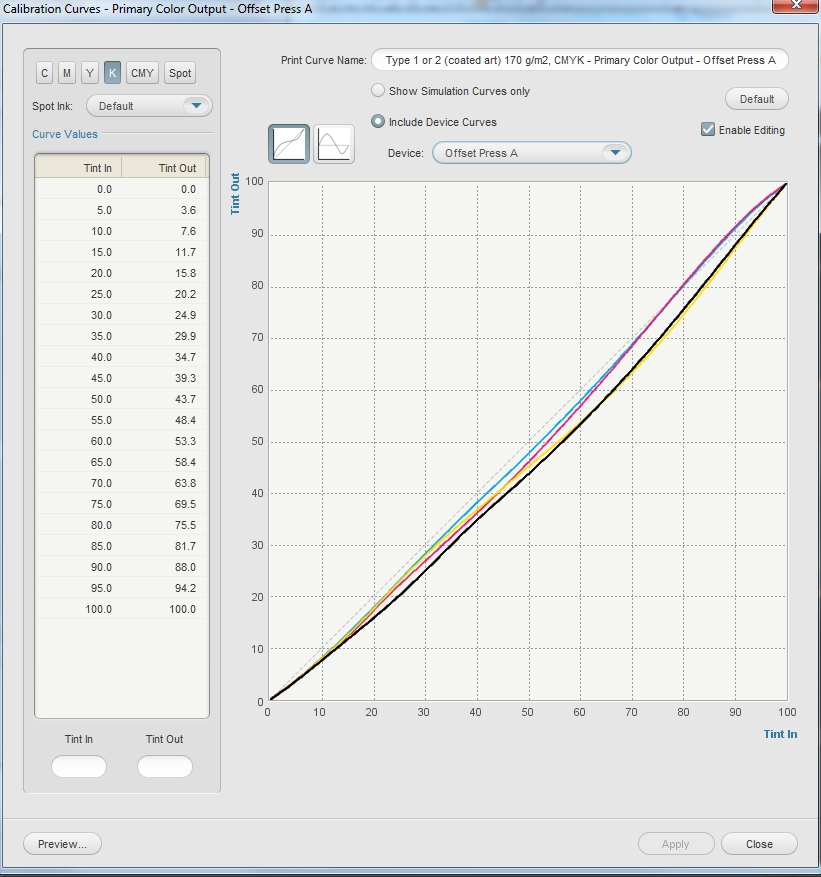 Calibration Curves - Primary Color Output - Offset Press A
C M Y K CMY Spot
Spot Ink: Default
Curve Values
Tint In Tint Out
0.0 0.0
5.0 3.6
10.0 7.6
15.0 11.7
20.0 15.8
25.0 20.2
30.0 24.9
35.0 29.9
40.0 34.7
45.0 39.3
50.0 43.7
55.0 48.4
60.0 53.3
65.0 58.4
70.0 63.8
75.0 69.5
80.0 75.5
85.0 81.7
90.0 88.0
95.0 94.2
100.0 100.0
Tint In Tint Out
Print Curve Name: Type 1 or 2 (coated art) 170 g/m2, CMYK - Primary Color Output - Offset Press A
Show Simulation Curves only
Default
Include Device Curves
Enable Editing
Device: Offset Press A
Tint Out
100
90
80
70
60
50
40
30
20
10
0
0 10 20 30 40 50 60 70 80 90 100
Tint In
Preview...
Apply
Close